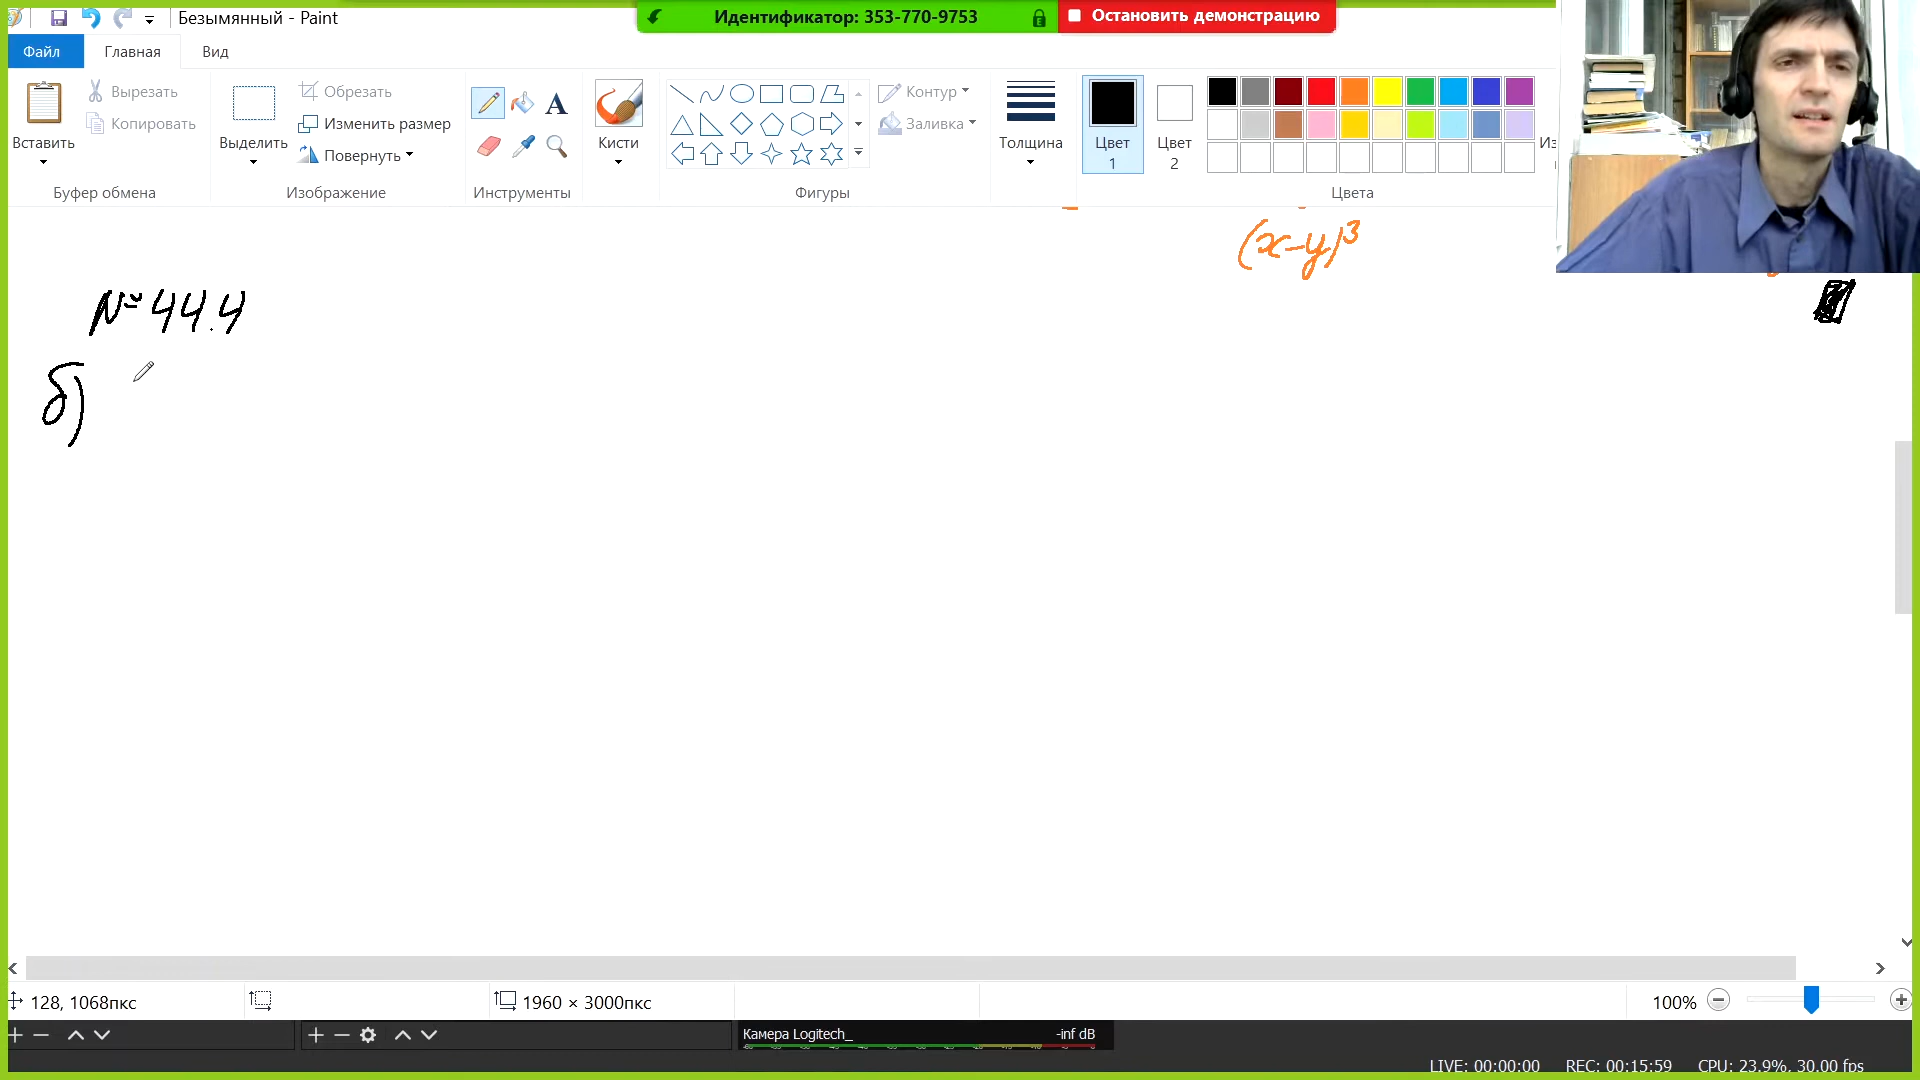 Безымянный - Paint
Идентификатор: 353-770-9753
Остановить демонстрацию
Файл
Главная
Вид
Вставить
Вырезать
Копировать
Буфер обмена
Выделить
Обрезать
Изменить размер
Повернуть
Изображение
A
Инструменты
Кисти
Фигуры
Контур
Заливка
Толщина
Цвет 1
Цвет 2
Цвета
Из
(x-y)³
№ 44.4
б)
128, 1068пкс
1960 × 3000пкс
100%
Камера Logitech_
-inf dB
LIVE: 00:00:00
REC: 00:15:59
CPU: 23.9%, 30.00 fps